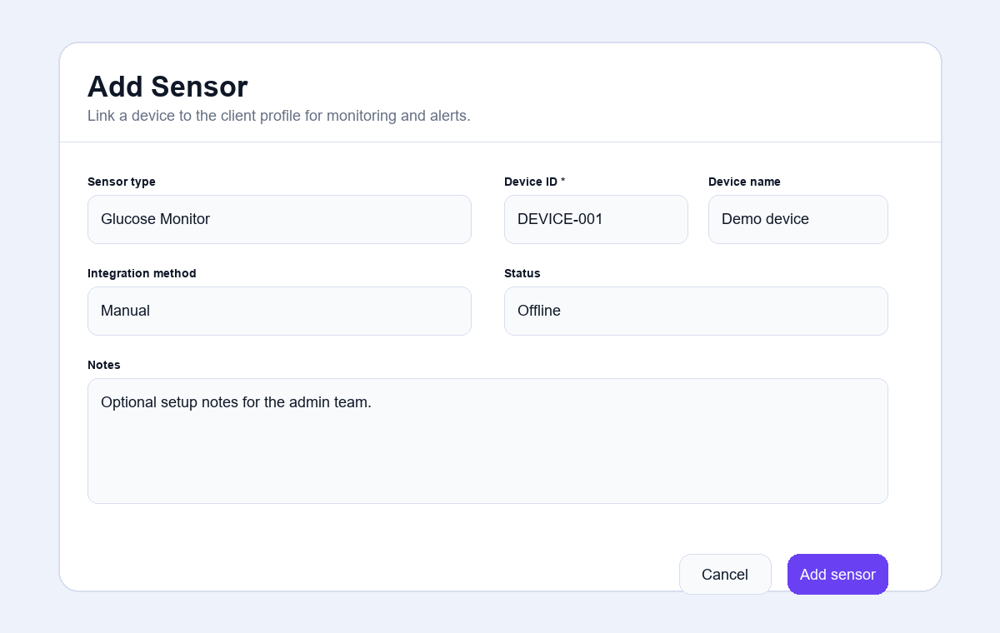 Add Sensor
Link a device to the client profile for monitoring and alerts.
Sensor type
Device ID *
Device name
Glucose Monitor
DEVICE-001
Demo device
Integration method
Status
Manual
Offline
Notes
Optional setup notes for the admin team.
Cancel
Add sensor